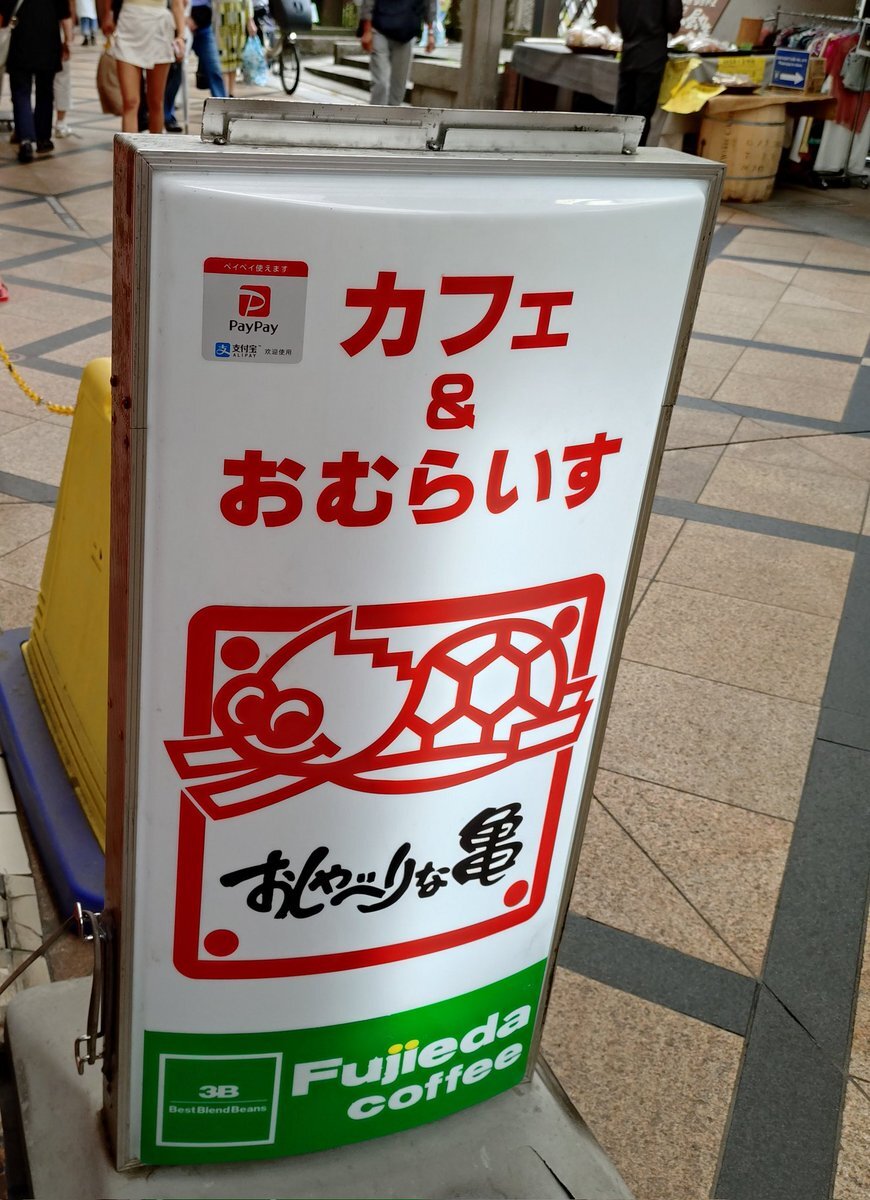 ペイペイ使えます
PayPay
支付宝™
ALIPAY
欢迎使用
カフェ
&
おむらいす
おしゃべりな亀
3B
Best Blend Beans
Fujieda
coffee